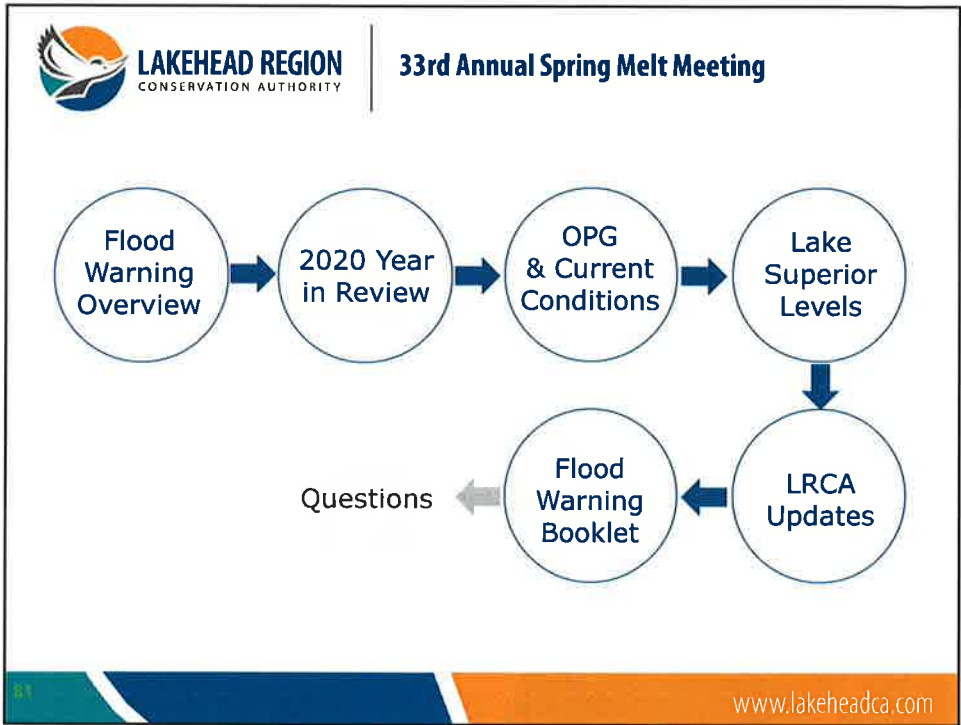 LAKEHEAD REGION
CONSERVATION AUTHORITY
33rd Annual Spring Melt Meeting
Flood
Warning
Overview
2020 Year
in Review
OPG
& Current
Conditions
Lake
Superior
Levels
LRCA
Updates
Flood
Warning
Booklet
Questions
81
www.lakeheadca.com